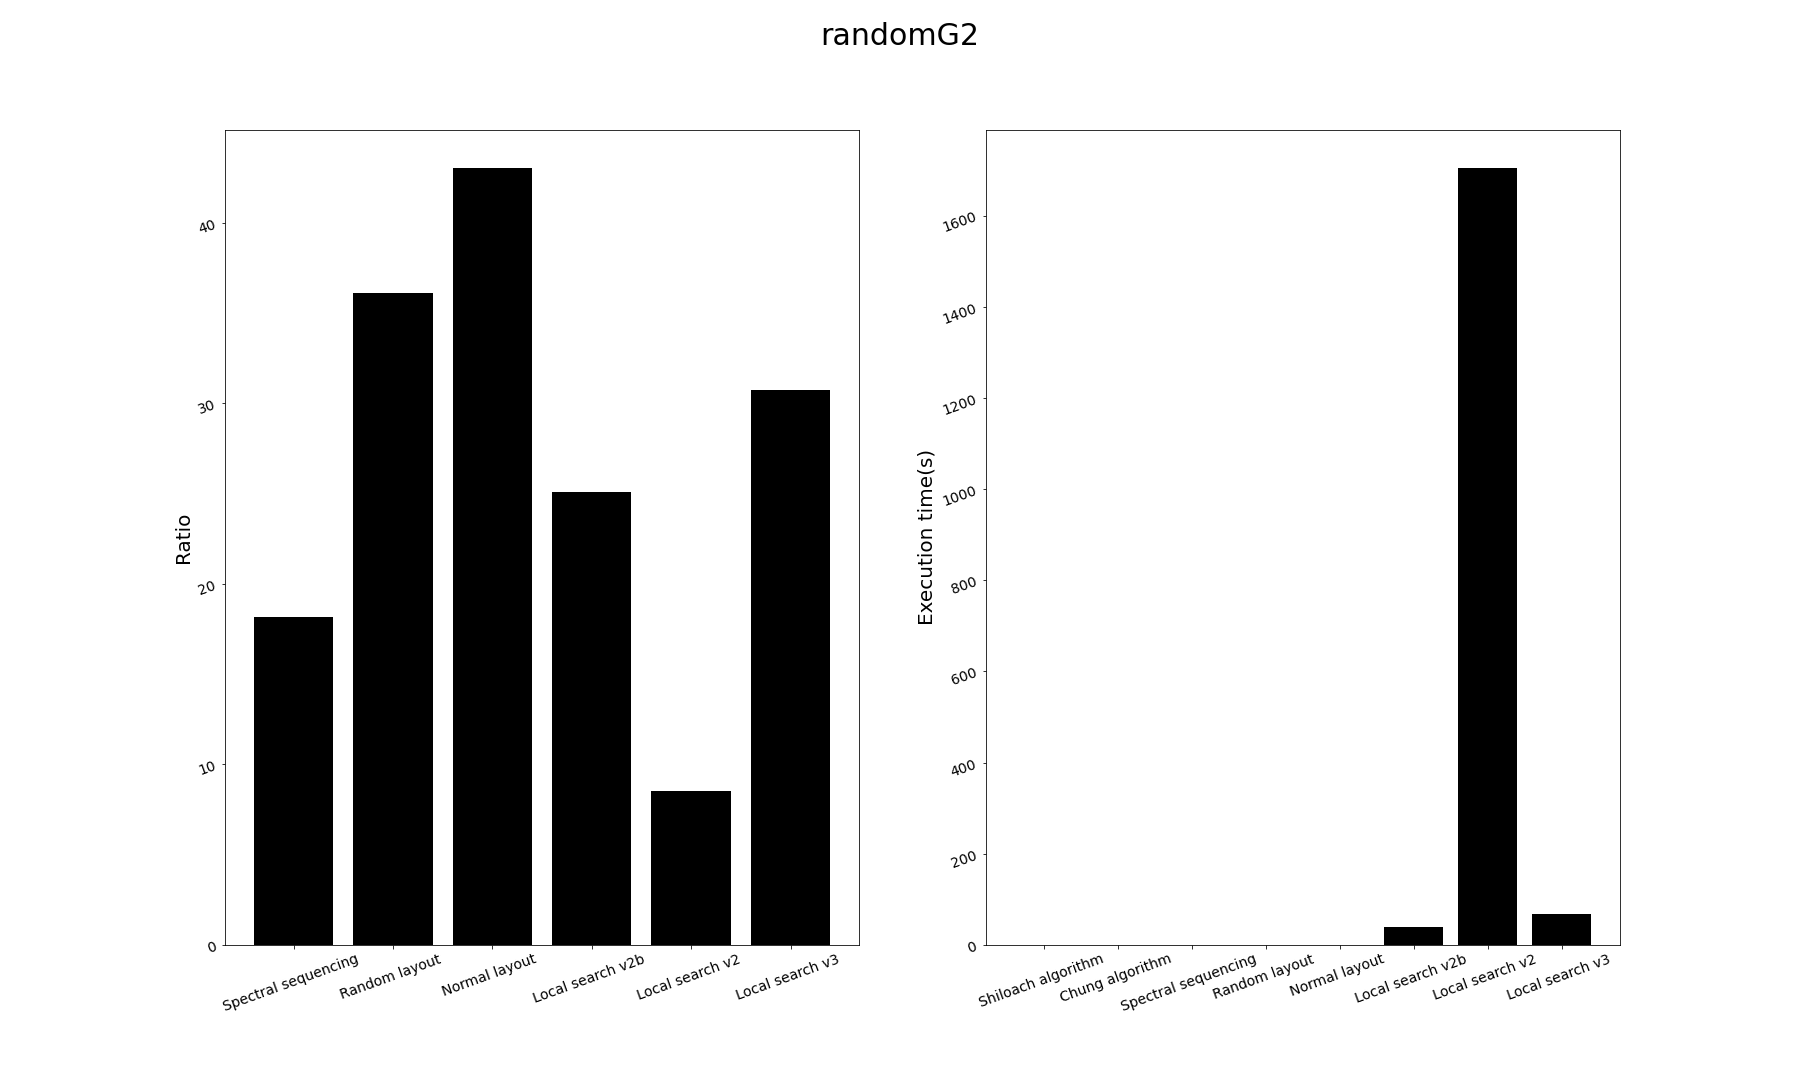 randomG2
Ratio
40
30
20
10
0
Spectral sequencing
Random layout
Normal layout
Local search v2b
Local search v2
Local search v3
Execution time(s)
1600
1400
1200
1000
800
600
400
200
0
Shiloach algorithm
Chung algorithm
Spectral sequencing
Random layout
Normal layout
Local search v2b
Local search v2
Local search v3